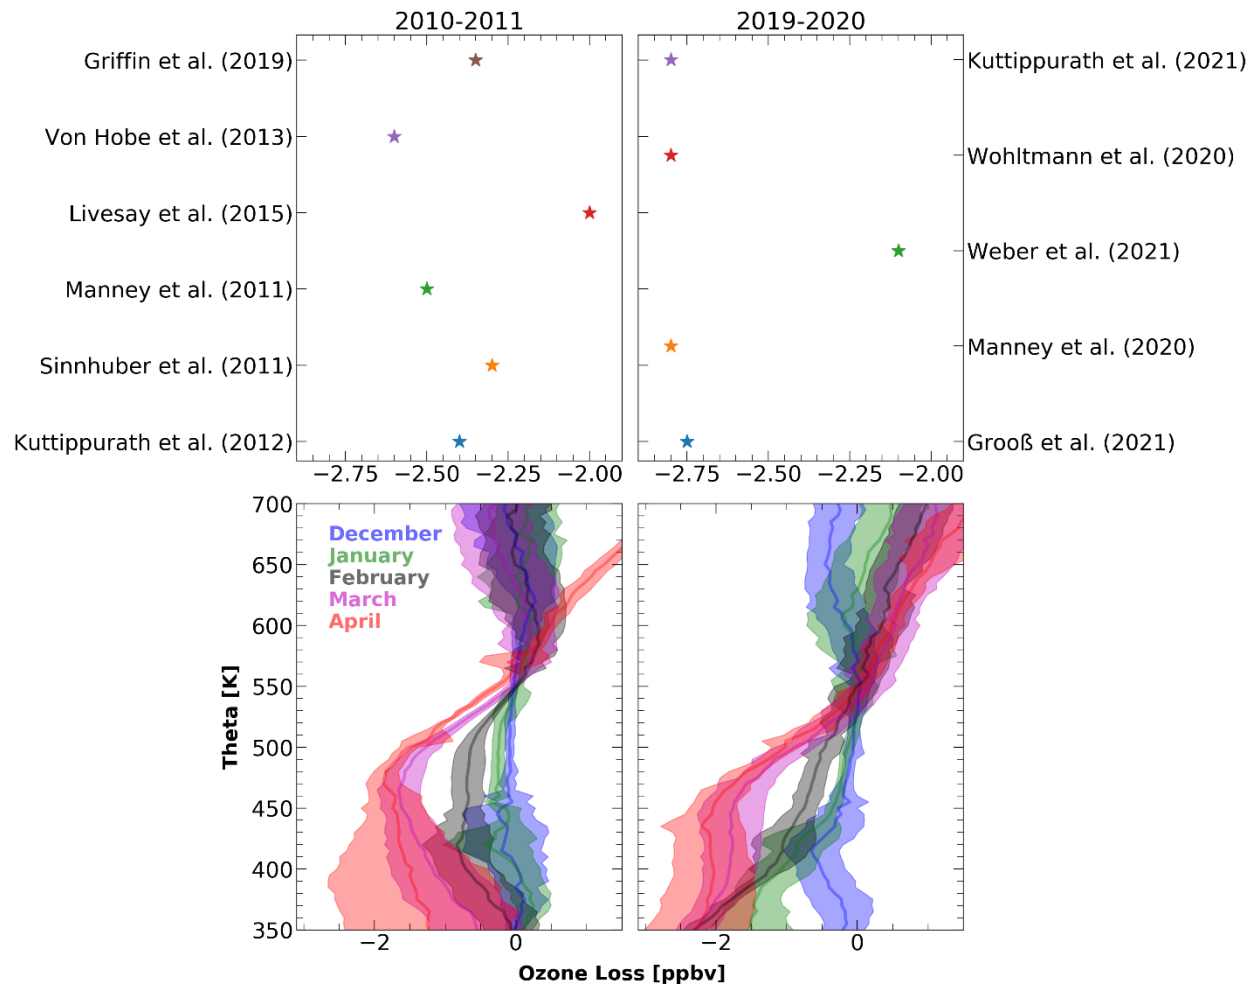 2010-2011
2019-2020
Griffin et al. (2019)
Von Hobe et al. (2013)
Livesay et al. (2015)
Manney et al. (2011)
Sinnhuber et al. (2011)
Kuttippurath et al. (2012)
Kuttippurath et al. (2021)
Wohltmann et al. (2020)
Weber et al. (2021)
Manney et al. (2020)
Grooß et al. (2021)
−2.75 −2.50 −2.25 −2.00
−2.75 −2.50 −2.25 −2.00
Theta [K]
700
650
600
550
500
450
400
350
December
January
February
March
April
−2 0
−2 0
Ozone Loss [ppbv]